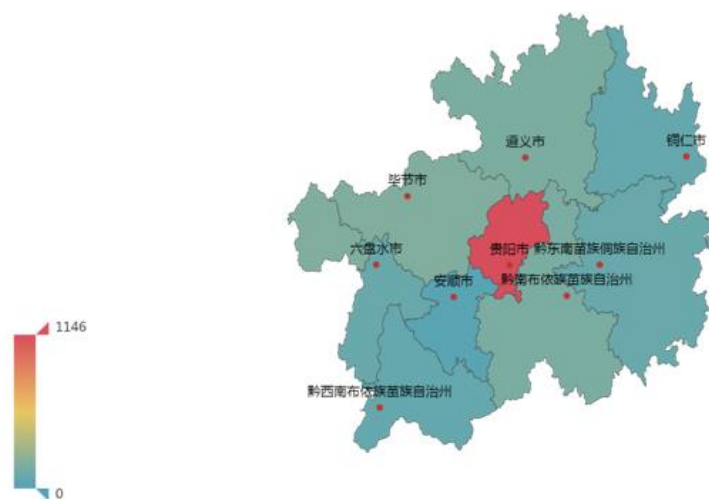 遵义市
铜仁市
毕节市
六盘水市
贵阳市
黔东南苗族侗族自治州
安顺市
黔南布依族苗族自治州
1146
黔西南布依族苗族自治州
0